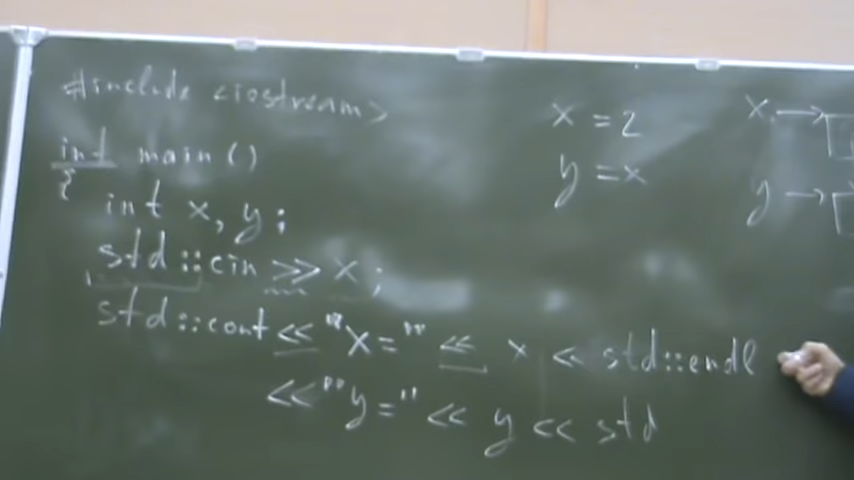 #include <iostream>
int main ()
{
int x, y;
std::cin >> x;
std::cout << "x=" << x << std::endl
<< "y=" << y << std
x = 2
y = x
x →
y →